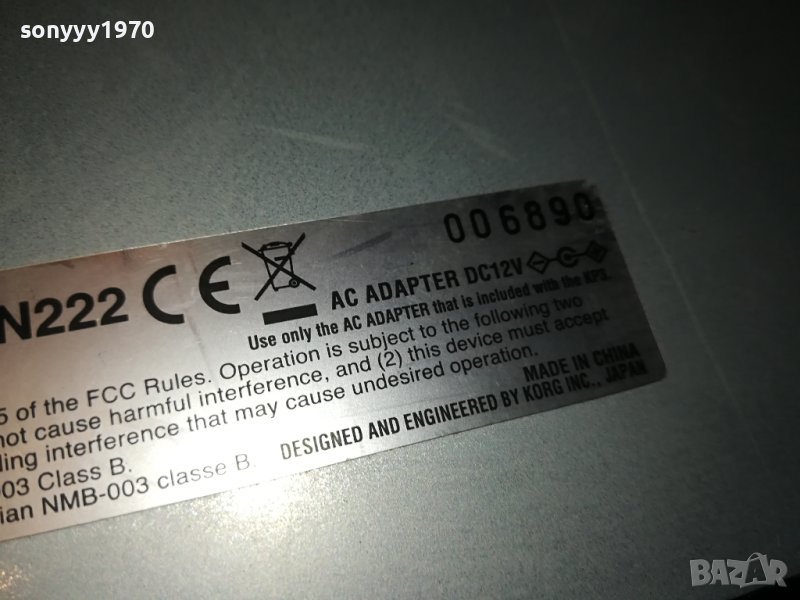 sonyyy1970
006890
N222 CE
AC ADAPTER DC12V
Use only the AC ADAPTER that is included with the KP3.
5 of the FCC Rules. Operation is subject to the following two
not cause harmful interference, and (2) this device must accept
ding interference that may cause undesired operation.
03 Class B.
ian NMB-003 classe B.
MADE IN CHINA
DESIGNED AND ENGINEERED BY KORG INC., JAPAN
BAZAR